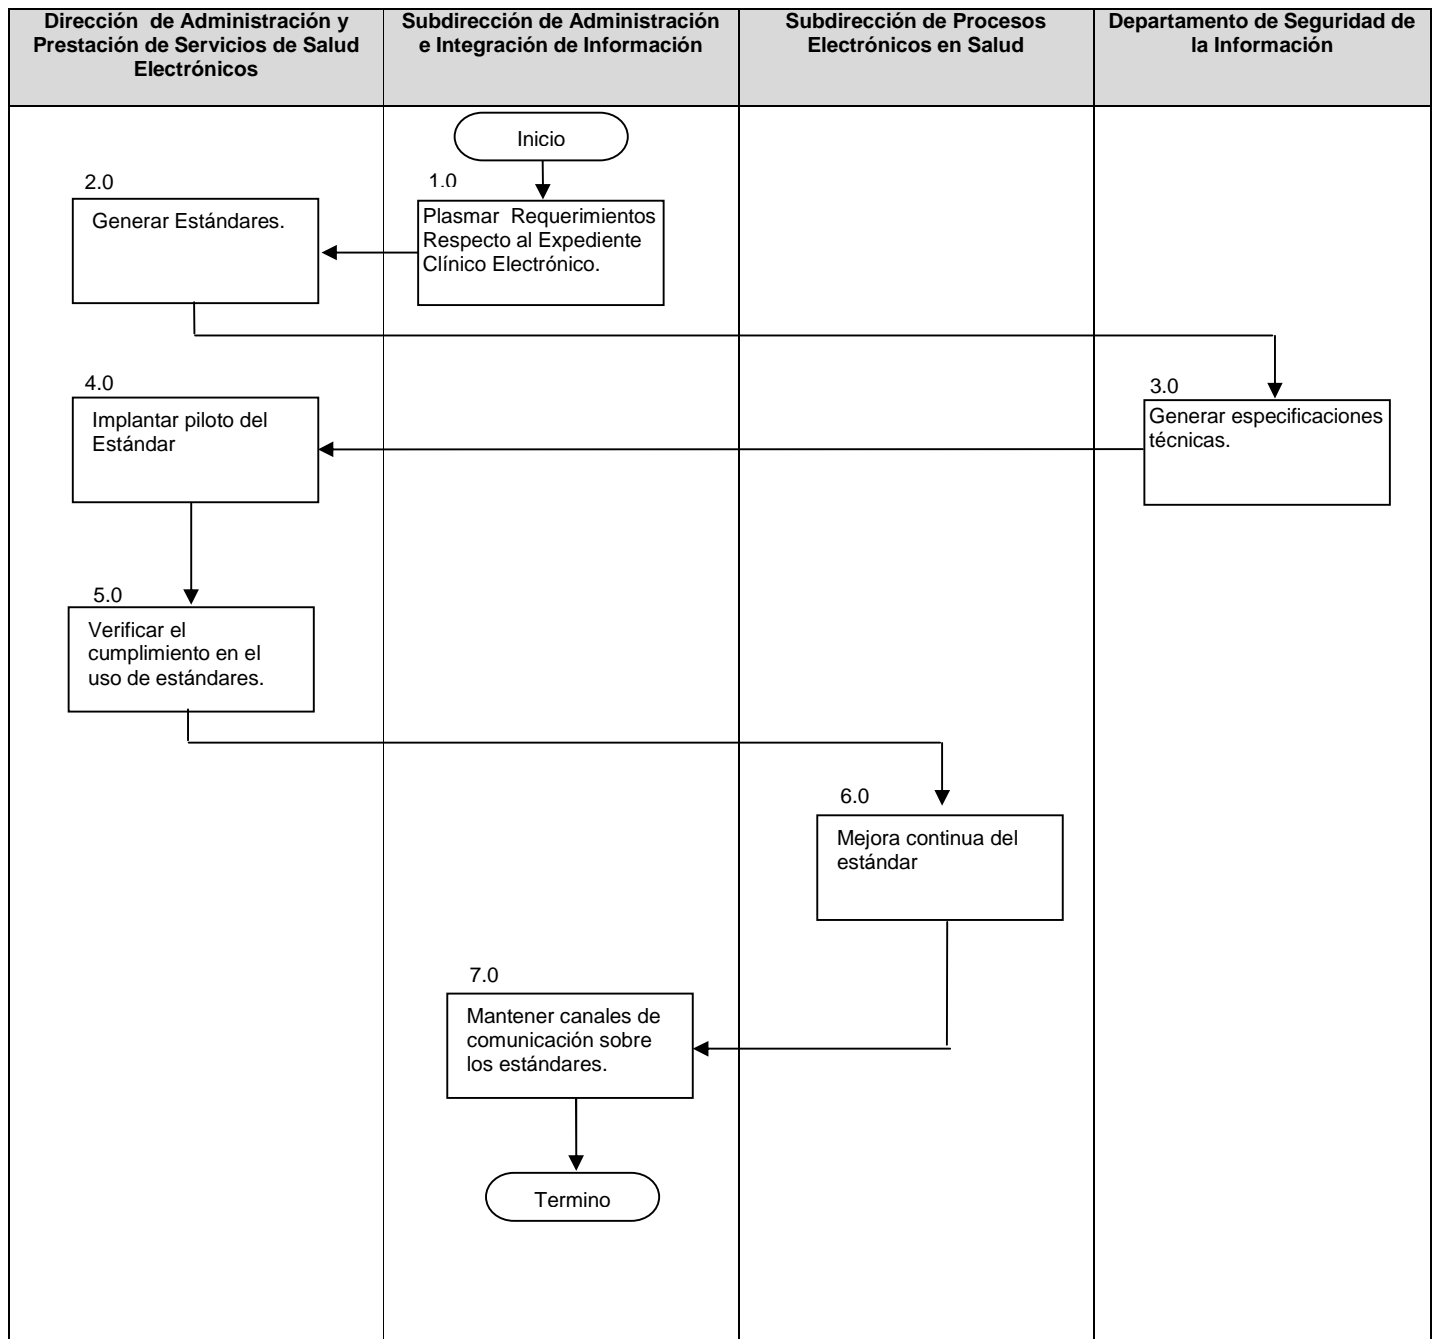 Dirección de Administración y
Prestación de Servicios de Salud
Electrónicos
Subdirección de Administración
e Integración de Información
Subdirección de Procesos
Electrónicos en Salud
Departamento de Seguridad de
la Información
Inicio
1.0
Plasmar Requerimientos
Respecto al Expediente
Clínico Electrónico.
2.0
Generar Estándares.
3.0
Generar especificaciones
técnicas.
4.0
Implantar piloto del
Estándar
5.0
Verificar el
cumplimiento en el
uso de estándares.
6.0
Mejora continua del
estándar
7.0
Mantener canales de
comunicación sobre
los estándares.
Termino